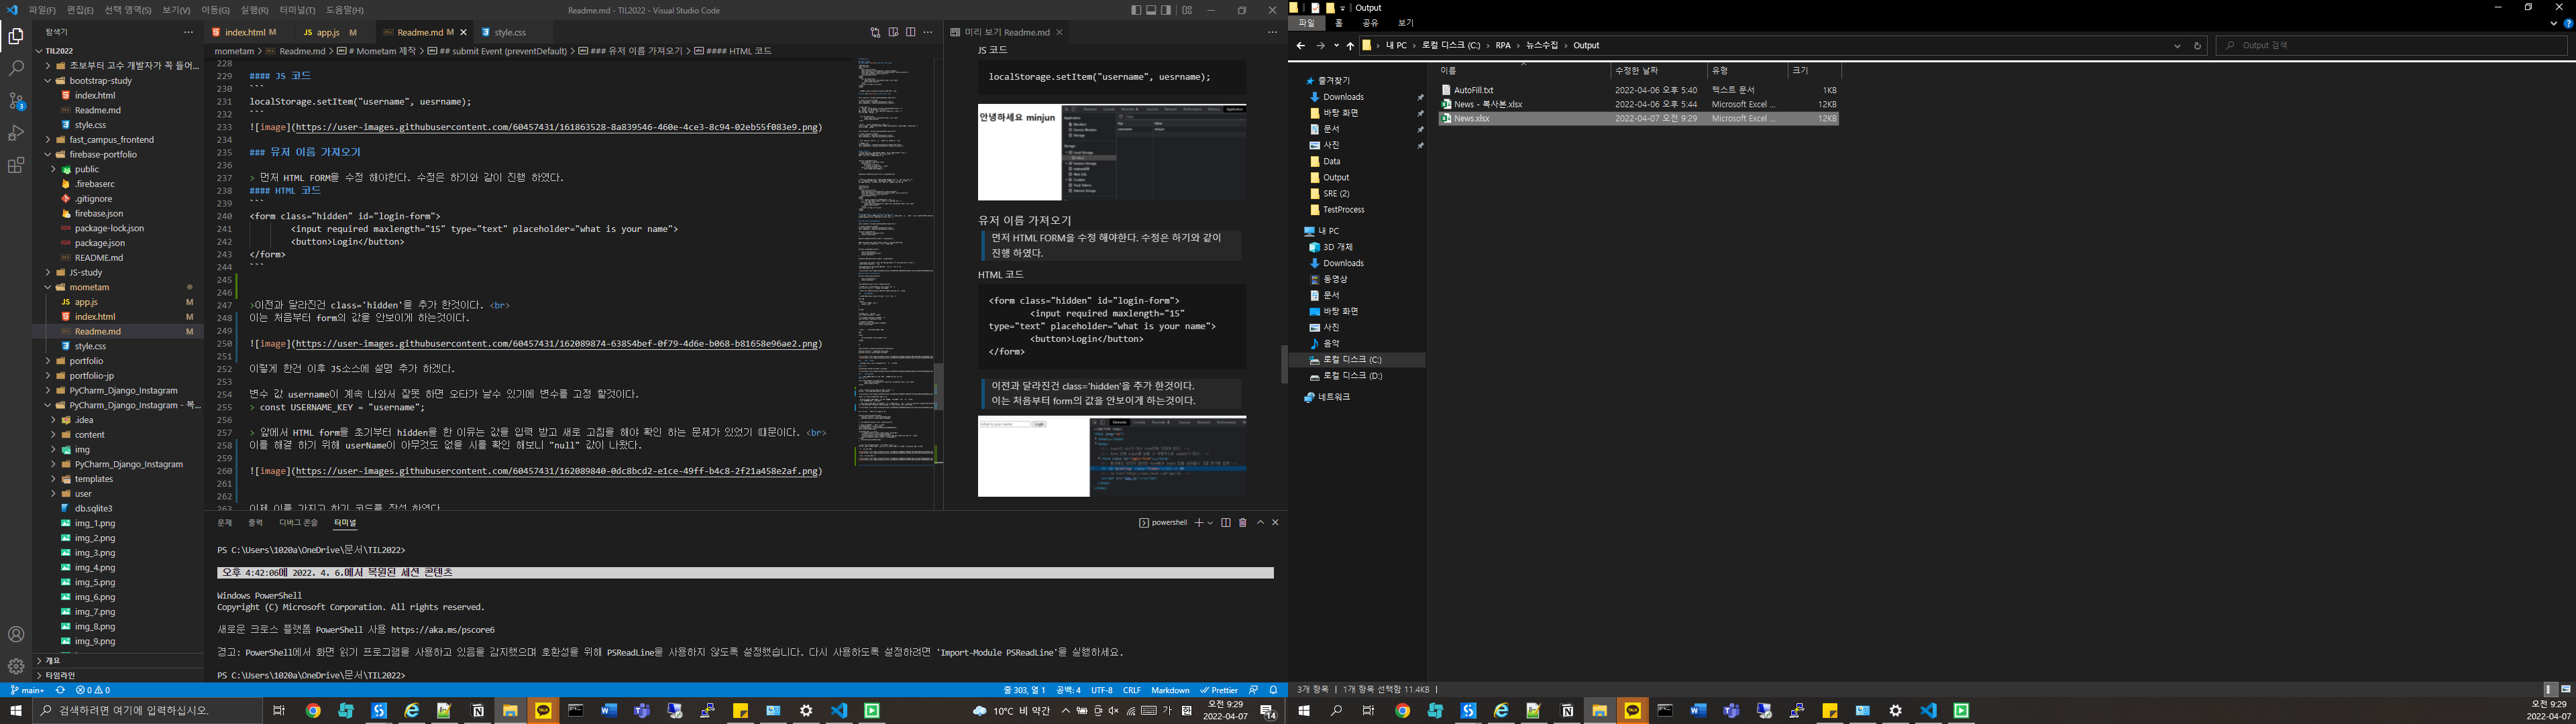 파일(F) 편집(E) 선택 영역(S) 보기(V) 이동(G) 실행(R) 터미널(T) 도움말(H)
Readme.md - TIL2022 - Visual Studio Code
탐색기
TIL2022
초보부터 고수 개발자가 꼭 들어...
bootstrap-study
index.html
Readme.md
style.css
fast_campus_frontend
firebase-portfolio
public
.firebaserc
.gitignore
firebase.json
package-lock.json
package.json
README.md
JS-study
mometam
app.js M
index.html M
Readme.md M
style.css
portfolio
portfolio-jp
PyCharm_Django_Instagram
PyCharm_Django_Instagram - 복...
.idea
content
img
PyCharm_Django_Instagram
templates
user
db.sqlite3
img_1.png
img_2.png
img_3.png
img_4.png
img_5.png
img_6.png
img_7.png
img_8.png
img_9.png
개요
타임라인
index.html M
app.js M
Readme.md M
style.css
mometam > Readme.md > # Mometam 제작 > ## submit Event (preventDefault) > ### 유저 이름 가져오기 > #### HTML 코드
228
229 #### JS 코드
230 ```
231 localStorage.setItem("username", uesrname);
232 ```
233 ![image](https://user-images.githubusercontent.com/60457431/161863528-8a839546-460e-4ce3-8c94-02eb55f083e9.png)
234
235 ### 유저 이름 가져오기
236
237 > 먼저 HTML FORM을 수정 해야한다. 수정은 하기와 같이 진행 하였다.
238 #### HTML 코드
239 ```
240 <form class="hidden" id="login-form">
241 <input required maxlength="15" type="text" placeholder="what is your name">
242 <button>Login</button>
243 </form>
244 ```
245
246
247 >이전과 달라진건 class='hidden'을 추가 한것이다. <br>
248 이는 처음부터 form의 값을 안보이게 하는것이다.
249
250 ![image](https://user-images.githubusercontent.com/60457431/162089874-63854bef-0f79-4d6e-b068-b81658e96ae2.png)
251
252 이렇게 한건 이후 JS소스에 설명 추가 하겠다.
253
254 변수 값 username이 계속 나와서 잘못 하면 오타가 날수 있기에 변수를 고정 할것이다.
255 > const USERNAME_KEY = "username";
256
257 > 앞에서 HTML form을 초기부터 hidden을 한 이유는 값을 입력 받고 새로 고침을 해야 확인 하는 문제가 있었기 때문이다. <br>
258 이를 해결 하기 위해 userName이 아무것도 없을 시를 확인 해보니 "null" 값이 나왔다.
259
260 ![image](https://user-images.githubusercontent.com/60457431/162089840-0dc8bcd2-e1ce-49ff-b4c8-2f21a458e2af.png)
261
262
263 이제 이를 가지고 하기 코드를 작성 하였다.
미리 보기 Readme.md
JS 코드
localStorage.setItem("username", uesrname);
안녕하세요 minjun
유저 이름 가져오기
먼저 HTML FORM을 수정 해야한다. 수정은 하기와 같이
진행 하였다.
HTML 코드
<form class="hidden" id="login-form">
<input required maxlength="15"
type="text" placeholder="what is your name">
<button>Login</button>
</form>
이전과 달라진건 class='hidden'을 추가 한것이다.
이는 처음부터 form의 값을 안보이게 하는것이다.
문제 출력 디버그 콘솔 터미널
powershell
PS C:\Users\1020a\OneDrive\문서\TIL2022>
오후 4:42:06에 2022. 4. 6.에서 복원된 세션 콘텐츠
Windows PowerShell
Copyright (C) Microsoft Corporation. All rights reserved.
새로운 크로스 플랫폼 PowerShell 사용 https://aka.ms/pscore6
경고: PowerShell에서 화면 읽기 프로그램을 사용하고 있음을 감지했으며 호환성을 위해 PSReadLine을 사용하지 않도록 설정했습니다. 다시 사용하도록 설정하려면 'Import-Module PSReadLine'을 실행하세요.
PS C:\Users\1020a\OneDrive\문서\TIL2022>
main+ 0 0
줄 303, 열 1 공백: 4 UTF-8 CRLF Markdown Prettier
검색하려면 여기에 입력하십시오.
10°C 비 약간
가
오전 9:29
2022-04-07
14
Output
파일 홈 공유 보기
내 PC > 로컬 디스크 (C:) > RPA > 뉴스수집 > Output
Output 검색
즐겨찾기
Downloads
바탕 화면
문서
사진
Data
Output
SRE (2)
TestProcess
내 PC
3D 개체
Downloads
동영상
문서
바탕 화면
사진
음악
로컬 디스크 (C:)
로컬 디스크 (D:)
네트워크
이름 수정한 날짜 유형 크기
AutoFill.txt 2022-04-06 오후 5:40 텍스트 문서 1KB
News - 복사본.xlsx 2022-04-06 오후 5:44 Microsoft Excel ... 12KB
News.xlsx 2022-04-07 오전 9:29 Microsoft Excel ... 12KB
3개 항목 1개 항목 선택함 11.4KB
오전 9:29
2022-04-07